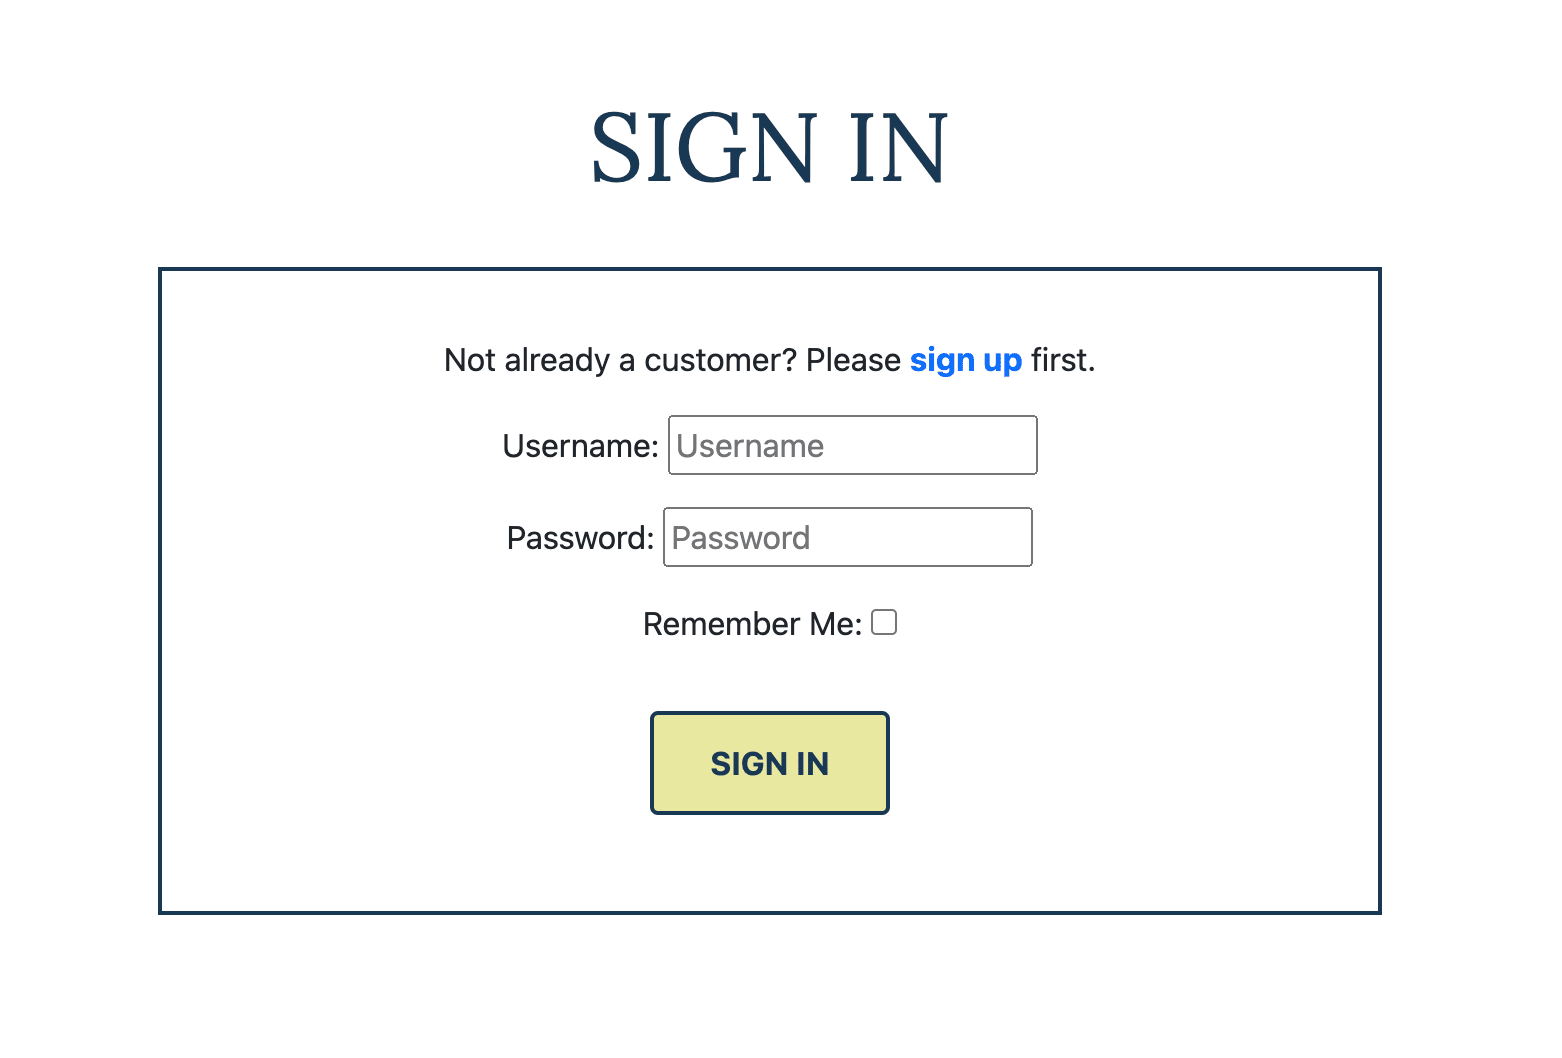 SIGN IN
Not already a customer? Please sign up first.
Username: Username
Password: Password
Remember Me:
SIGN IN